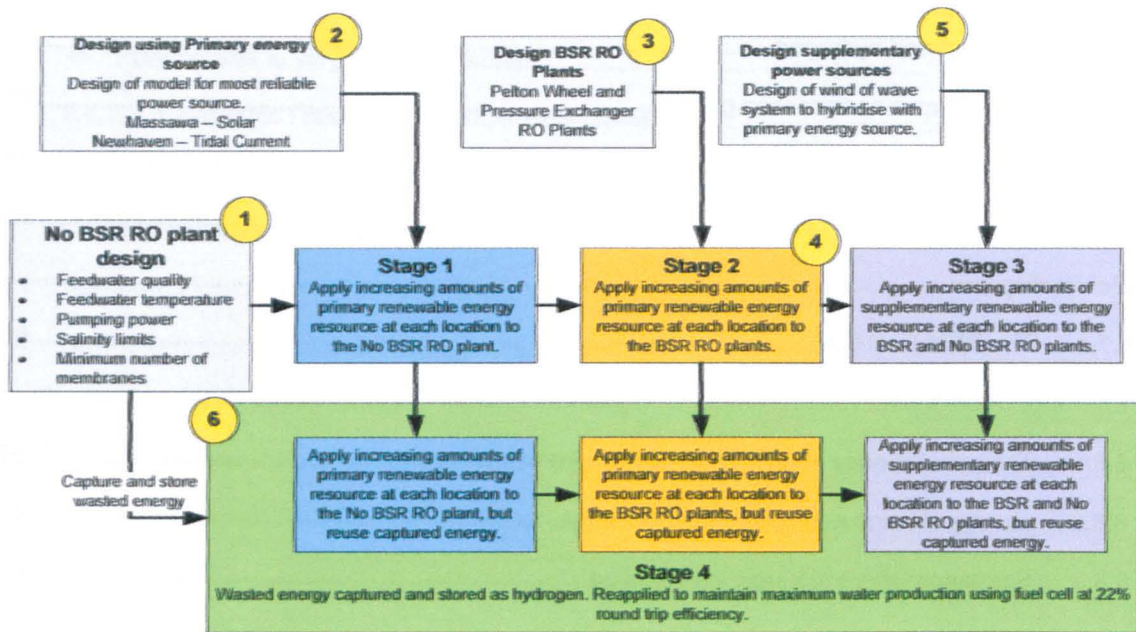 2
Design using Primary energy
source
Design of model for most reliable
power source.
Massawa – Solar
Newhaven – Tidal Current
3
Design BSR RO
Plants
Pelton Wheel and
Pressure Exchanger
RO Plants
5
Design supplementary
power sources
Design of wind of wave
system to hybridise with
primary energy source.
1
No BSR RO plant
design
• Feedwater quality
• Feedwater temperature
• Pumping power
• Salinity limits
• Minimum number of
membranes
Stage 1
Apply increasing amounts of
primary renewable energy
resource at each location to
the No BSR RO plant.
4
Stage 2
Apply increasing amounts of
primary renewable energy
resource at each location to
the BSR RO plants.
Stage 3
Apply increasing amounts of
supplementary renewable energy
resource at each location to the
BSR and No BSR RO plants.
6
Capture and store
wasted energy
Apply increasing amounts of
primary renewable energy
resource at each location to
the No BSR RO plant, but
reuse captured energy.
Apply increasing amounts of
primary renewable energy
resource at each location to
the BSR RO plants, but reuse
captured energy.
Apply increasing amounts of
supplementary renewable
energy resource at each
location to the BSR and No
BSR RO plants, but reuse
captured energy.
Stage 4
Wasted energy captured and stored as hydrogen. Reapplied to maintain maximum water production using fuel cell at 22%
round trip efficiency.